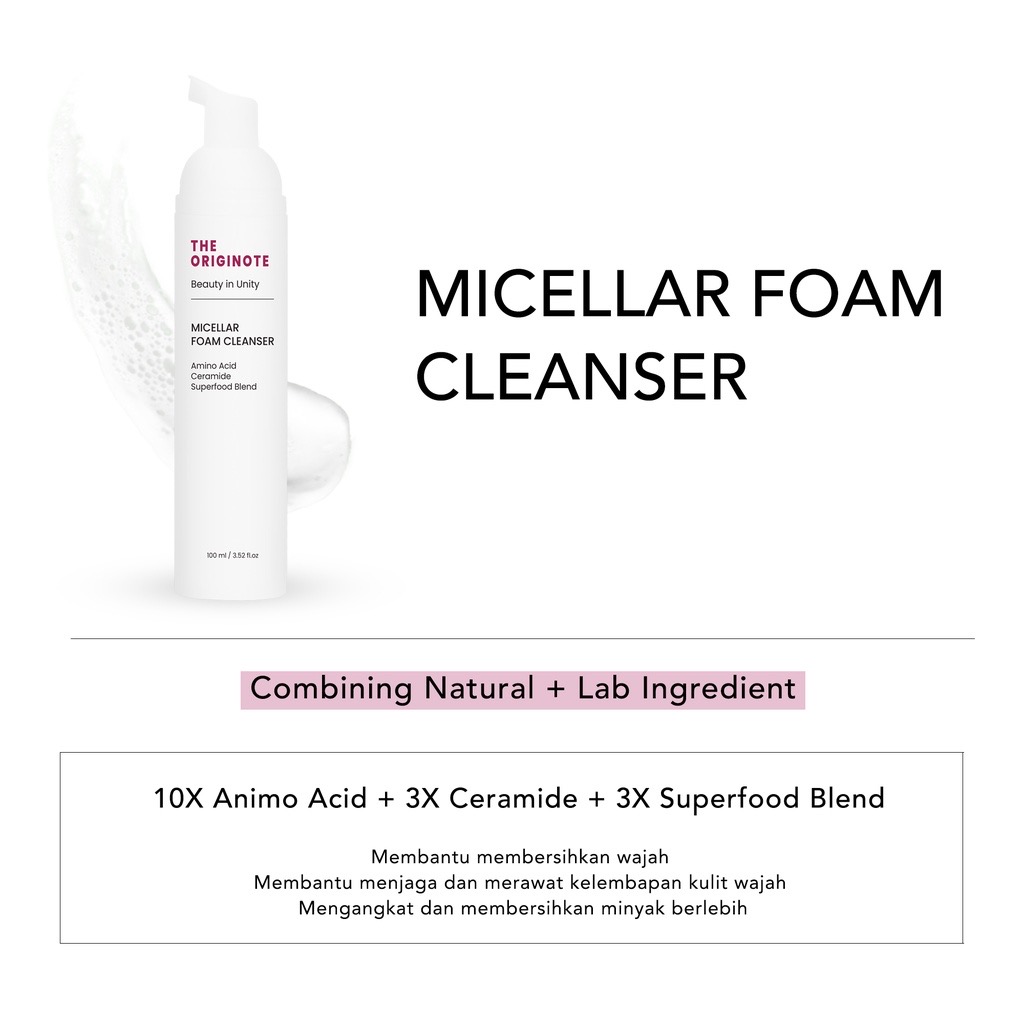 THE
ORIGINOTE
Beauty in Unity
MICELLAR
FOAM CLEANSER
Amino Acid
Ceramide
Superfood Blend
100 ml / 3.52 fl.oz
MICELLAR FOAM
CLEANSER
Combining Natural + Lab Ingredient
10X Animo Acid + 3X Ceramide + 3X Superfood Blend
Membantu membersihkan wajah
Membantu menjaga dan merawat kelembapan kulit wajah
Mengangkat dan membersihkan minyak berlebih